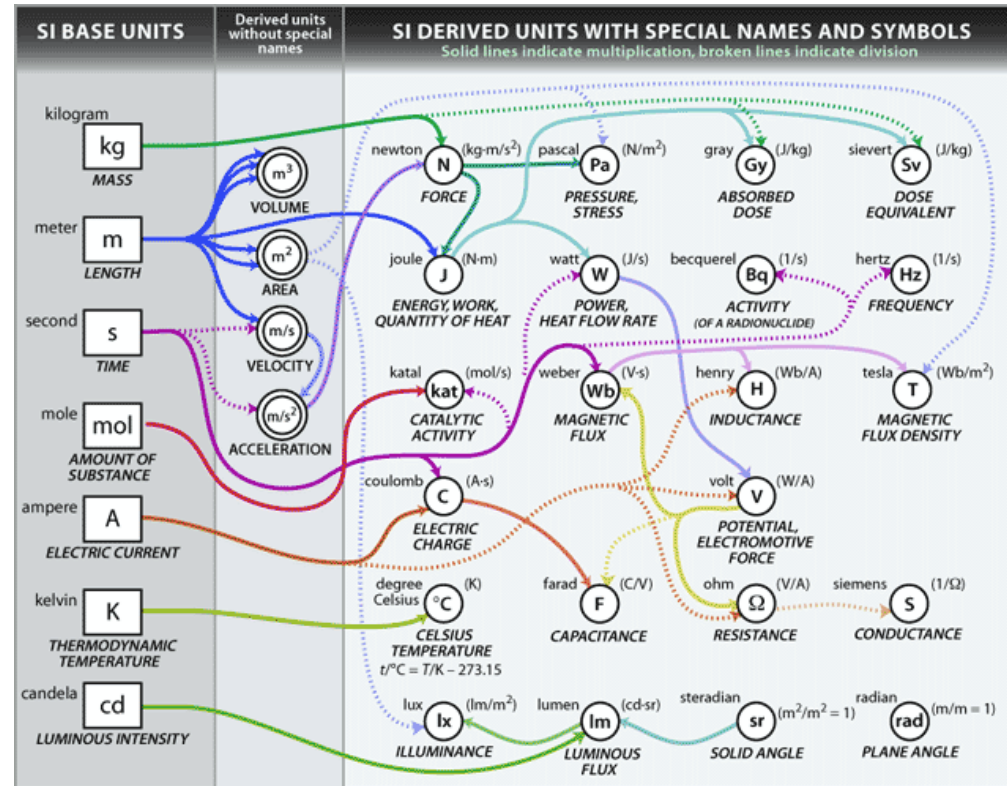 SI BASE UNITS
Derived units
without special
names
SI DERIVED UNITS WITH SPECIAL NAMES AND SYMBOLS
Solid lines indicate multiplication, broken lines indicate division
kilogram
kg
MASS
meter
m
LENGTH
second
s
TIME
mole
mol
AMOUNT OF
SUBSTANCE
ampere
A
ELECTRIC CURRENT
kelvin
K
THERMODYNAMIC
TEMPERATURE
candela
cd
LUMINOUS INTENSITY
m³
VOLUME
m²
AREA
m/s
VELOCITY
m/s²
ACCELERATION
newton N (kg·m/s²)
FORCE
pascal Pa (N/m²)
PRESSURE,
STRESS
gray Gy (J/kg)
ABSORBED
DOSE
sievert Sv (J/kg)
DOSE
EQUIVALENT
joule J (N·m)
ENERGY, WORK,
QUANTITY OF HEAT
watt W (J/s)
POWER,
HEAT FLOW RATE
becquerel Bq (1/s)
ACTIVITY
(OF A RADIONUCLIDE)
hertz Hz (1/s)
FREQUENCY
katal kat (mol/s)
CATALYTIC
ACTIVITY
weber Wb (V·s)
MAGNETIC
FLUX
henry H (Wb/A)
INDUCTANCE
tesla T (Wb/m²)
MAGNETIC
FLUX DENSITY
coulomb C (A·s)
ELECTRIC
CHARGE
volt V (W/A)
POTENTIAL,
ELECTROMOTIVE
FORCE
degree
Celsius °C (K)
CELSIUS
TEMPERATURE
t/°C = T/K – 273.15
farad F (C/V)
CAPACITANCE
ohm Ω (V/A)
RESISTANCE
siemens S (1/Ω)
CONDUCTANCE
lux lx (lm/m²)
ILLUMINANCE
lumen lm (cd·sr)
LUMINOUS
FLUX
steradian sr (m²/m² = 1)
SOLID ANGLE
radian rad (m/m = 1)
PLANE ANGLE